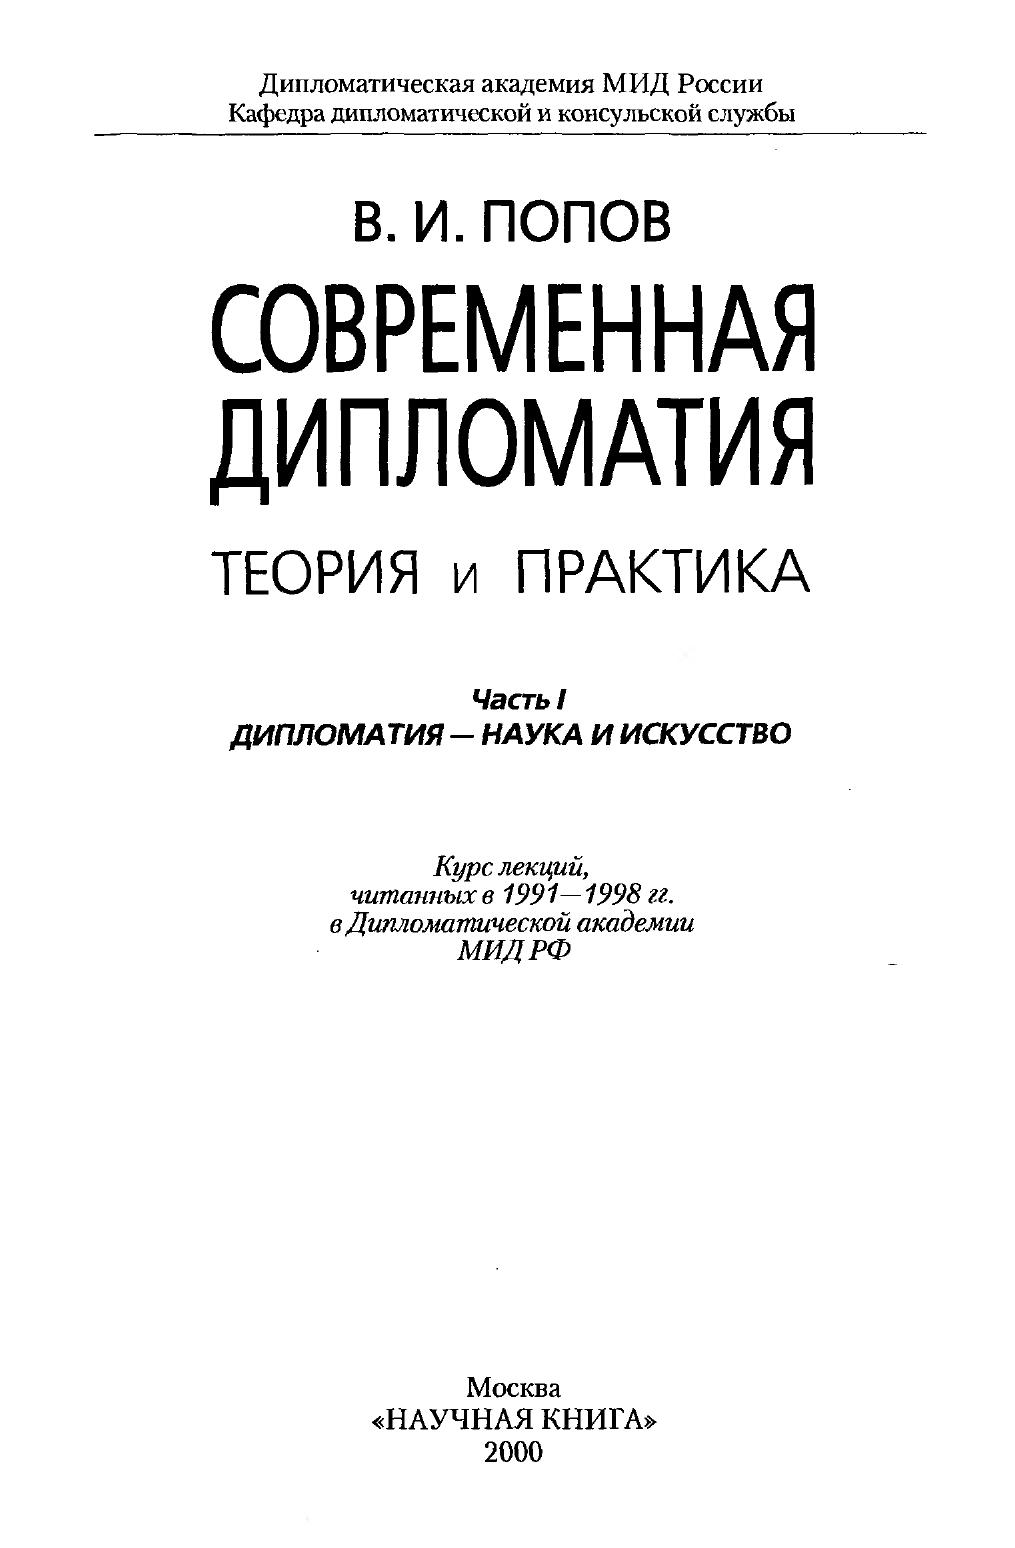 Дипломатическая академия МИД России
Кафедра дипломатической и консульской службы
В. И. ПОПОВ
СОВРЕМЕННАЯ
ДИПЛОМАТИЯ
ТЕОРИЯ и ПРАКТИКА
Часть I
ДИПЛОМАТИЯ — НАУКА И ИСКУССТВО
Курс лекций,
читанных в 1991—1998 гг.
в Дипломатической академии
МИД РФ
Москва
«НАУЧНАЯ КНИГА»
2000